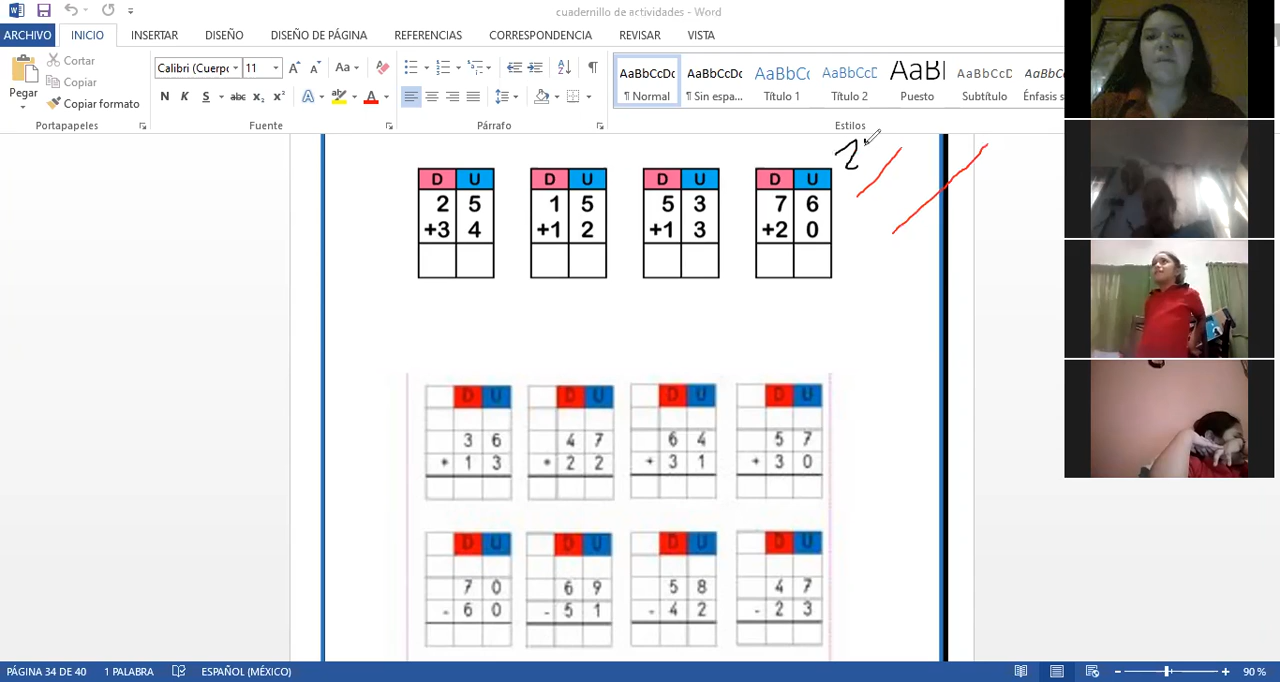 cuadernillo de actividades - Word
ARCHIVO INICIO INSERTAR DISEÑO DISEÑO DE PÁGINA REFERENCIAS CORRESPONDENCIA REVISAR VISTA
Pegar
Cortar
Copiar
Copiar formato
Portapapeles
Calibri (Cuerpo 11 A A Aa
N K S abc x₂ x² A A
Fuente
Párrafo
AaBbCcDc AaBbCcDc AaBbCc AaBbCcD AaBl AaBbCcD AaBbCcD
¶ Normal ¶ Sin espa... Título 1 Título 2 Puesto Subtítulo Énfasis s
Estilos
2
D U D U D U D U
2 5 1 5 5 3 7 6
+3 4 +1 2 +1 3 +2 0
D U D U D U D U
3 6 4 7 6 4 5 7
+ 1 3 + 2 2 + 3 1 + 3 0
D U D U D U D U
7 0 6 9 5 8 4 7
- 6 0 - 5 1 - 4 2 - 2 3
PÁGINA 34 DE 40 1 PALABRA ESPAÑOL (MÉXICO) 90 %